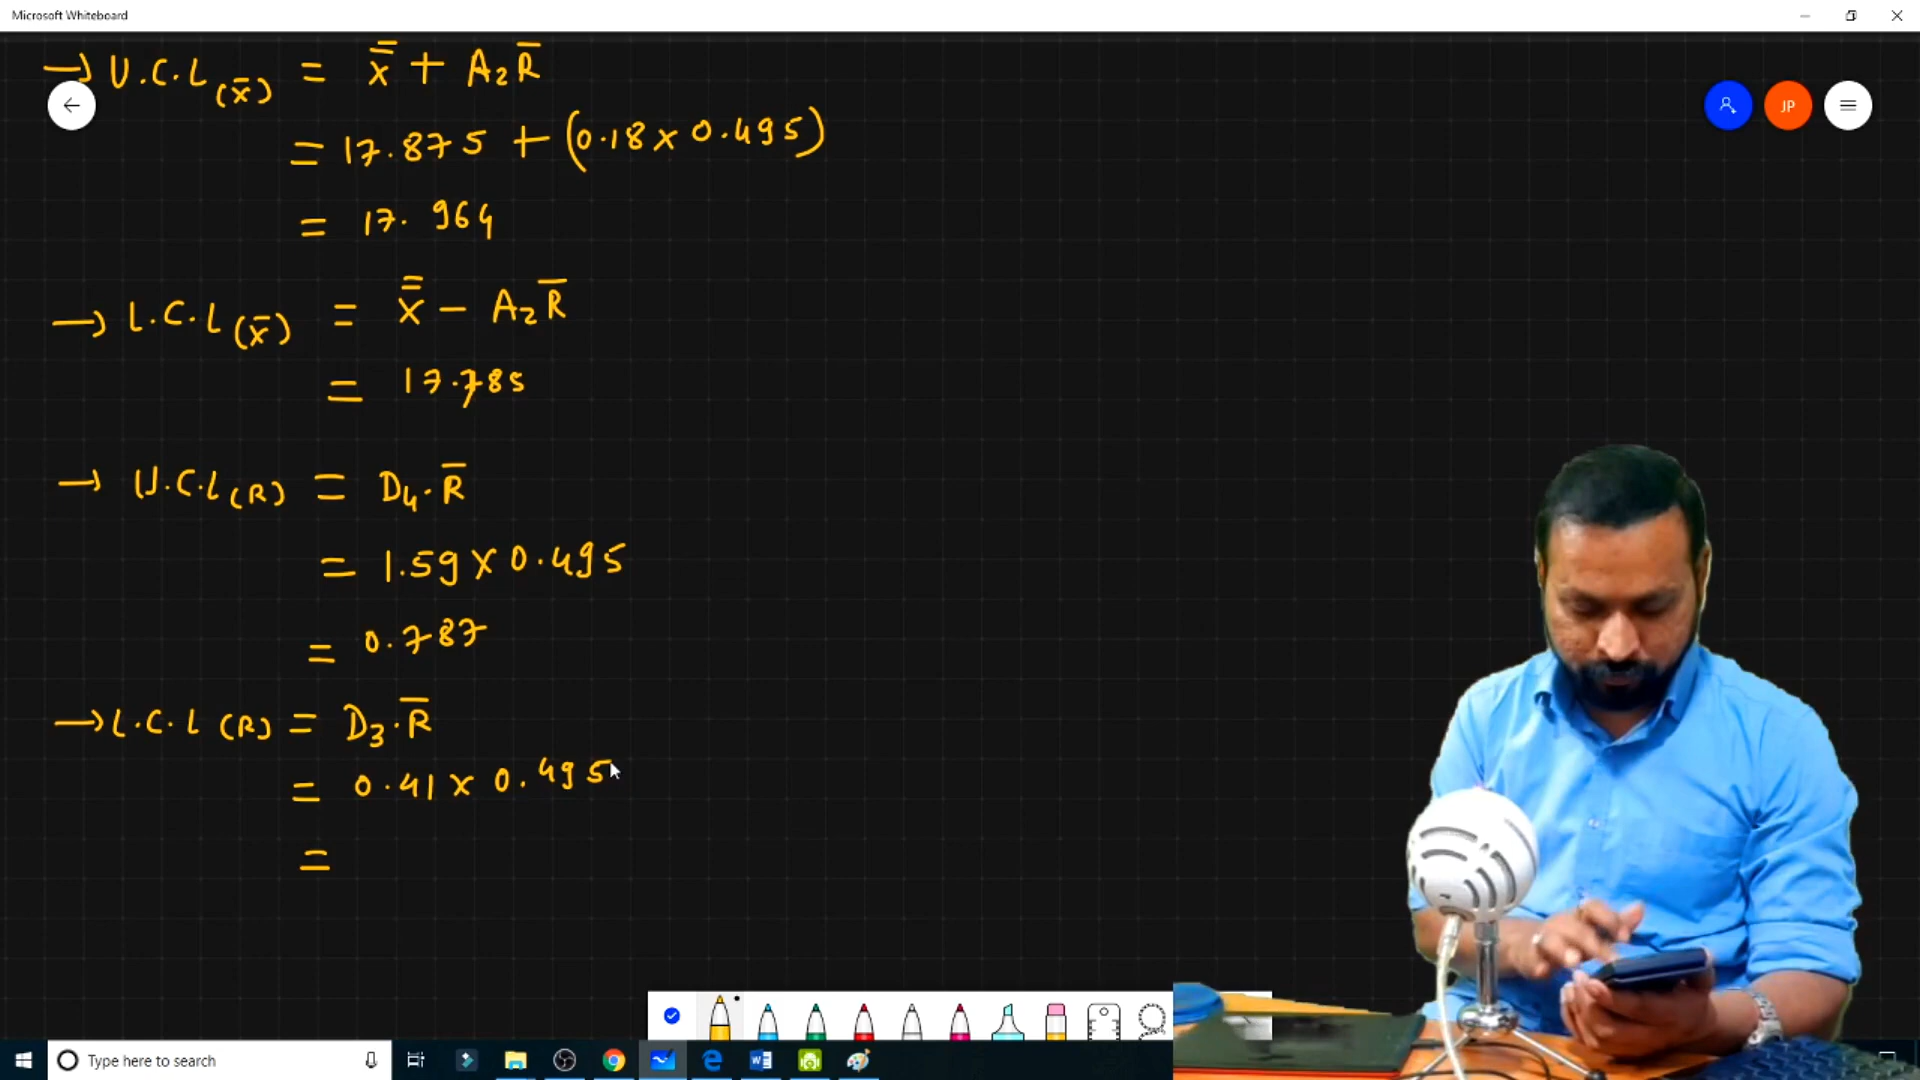 Microsoft Whiteboard
→ U.C.L (x̄) = x̿ + A₂R̄
= 17.875 + (0.18 x 0.495)
= 17.964
JP
→ L.C.L (x̄) = x̿ - A₂R̄
= 17.785
→ U.C.L (R) = D₄.R̄
= 1.59 x 0.495
= 0.787
→ L.C.L (R) = D₃.R̄
= 0.41 x 0.495
=
Type here to search